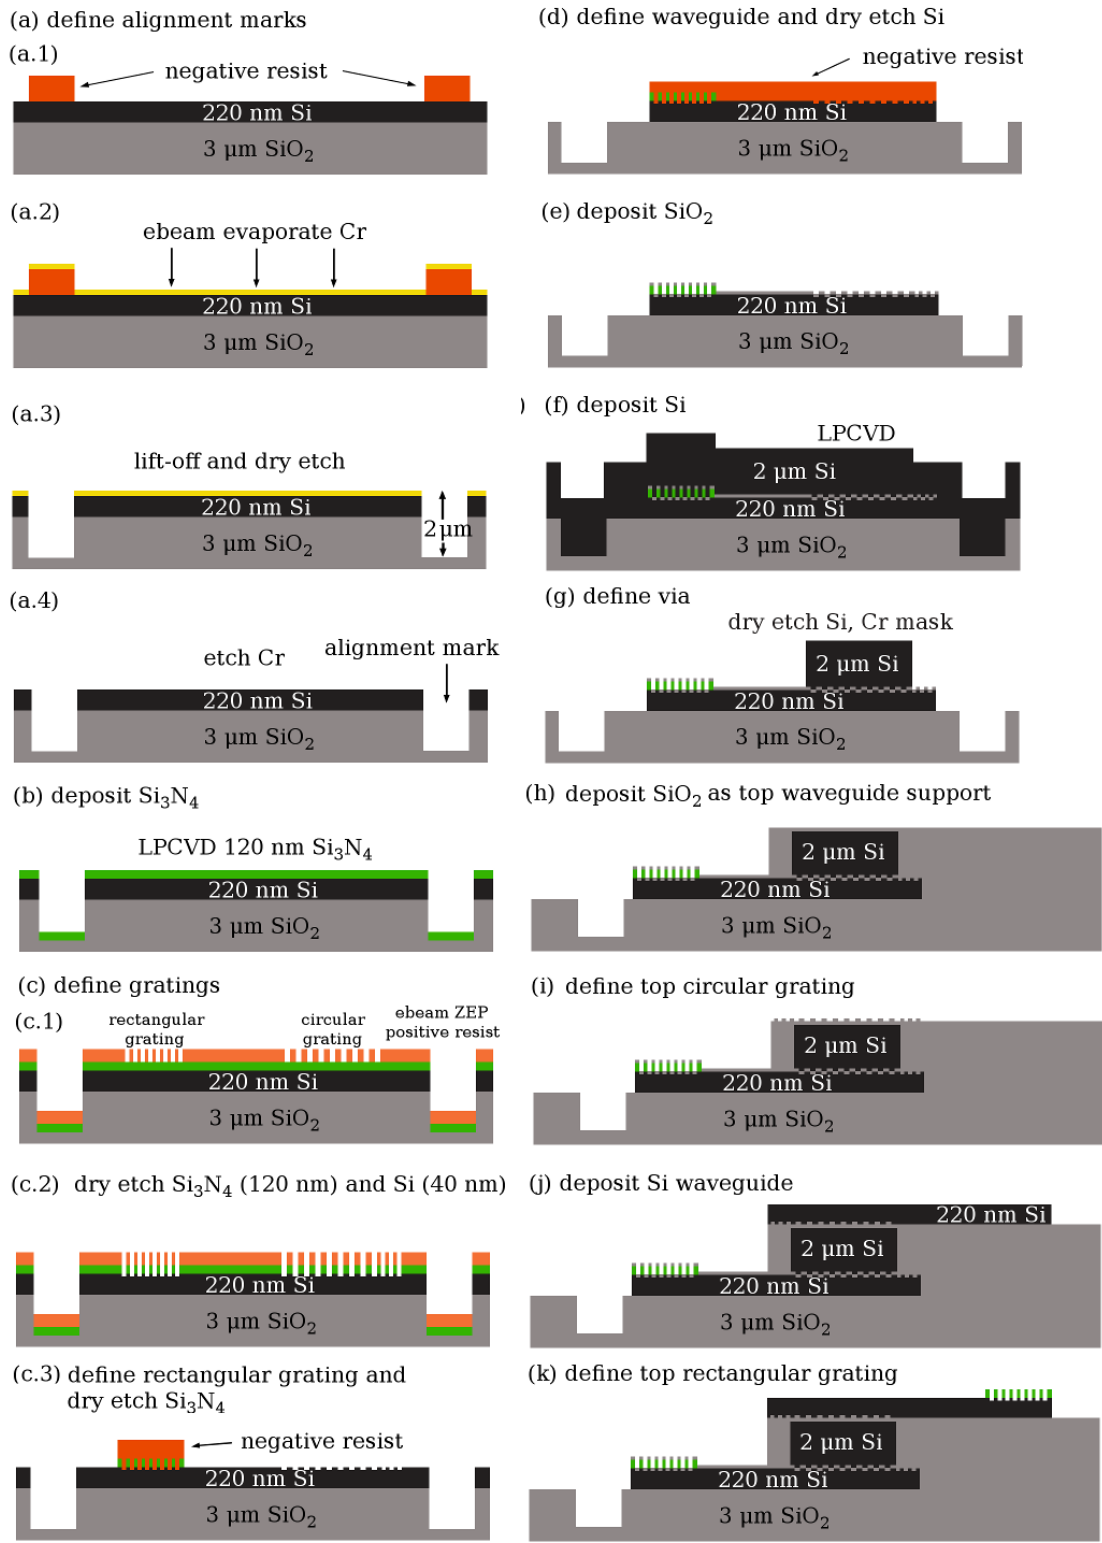 (a) define alignment marks
(a.1)
negative resist
220 nm Si
3 µm SiO₂
(a.2)
ebeam evaporate Cr
220 nm Si
3 µm SiO₂
(a.3)
lift-off and dry etch
220 nm Si
2 µm
3 µm SiO₂
(a.4)
etch Cr
alignment mark
220 nm Si
3 µm SiO₂
(b) deposit Si₃N₄
LPCVD 120 nm Si₃N₄
220 nm Si
3 µm SiO₂
(c) define gratings
(c.1)
rectangular
grating
circular
grating
ebeam ZEP
positive resist
220 nm Si
3 µm SiO₂
(c.2) dry etch Si₃N₄ (120 nm) and Si (40 nm)
220 nm Si
3 µm SiO₂
(c.3) define rectangular grating and
dry etch Si₃N₄
negative resist
220 nm Si
3 µm SiO₂
(d) define waveguide and dry etch Si
negative resist
220 nm Si
3 µm SiO₂
(e) deposit SiO₂
220 nm Si
3 µm SiO₂
) (f) deposit Si
LPCVD
2 µm Si
220 nm Si
3 µm SiO₂
(g) define via
dry etch Si, Cr mask
2 µm Si
220 nm Si
3 µm SiO₂
(h) deposit SiO₂ as top waveguide support
2 µm Si
220 nm Si
3 µm SiO₂
(i) define top circular grating
2 µm Si
220 nm Si
3 µm SiO₂
(j) deposit Si waveguide
220 nm Si
2 µm Si
220 nm Si
3 µm SiO₂
(k) define top rectangular grating
2 µm Si
220 nm Si
3 µm SiO₂